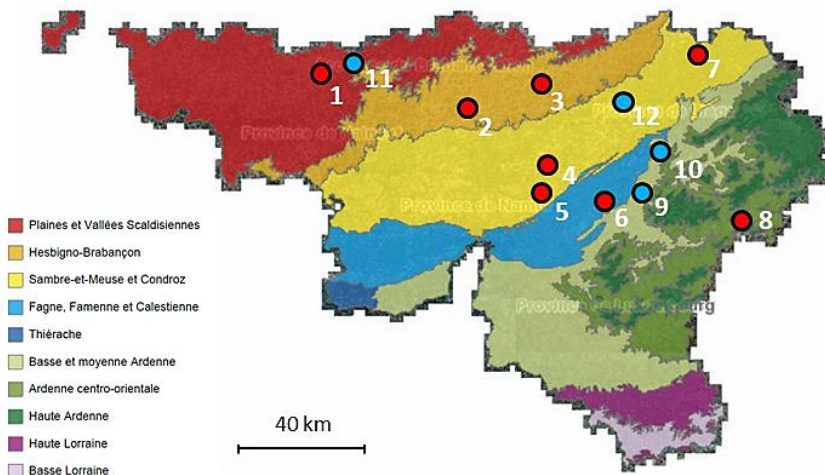 11
1
7
3
2
12
10
4
5
6
9
8
Plaines et Vallées Scaldisiennes
Hesbigno-Brabançon
Sambre-et-Meuse et Condroz
Fagne, Famenne et Calestienne
Thiérache
Basse et moyenne Ardenne
Ardenne centro-orientale
Haute Ardenne
Haute Lorraine
Basse Lorraine
40 km
Province de Namur